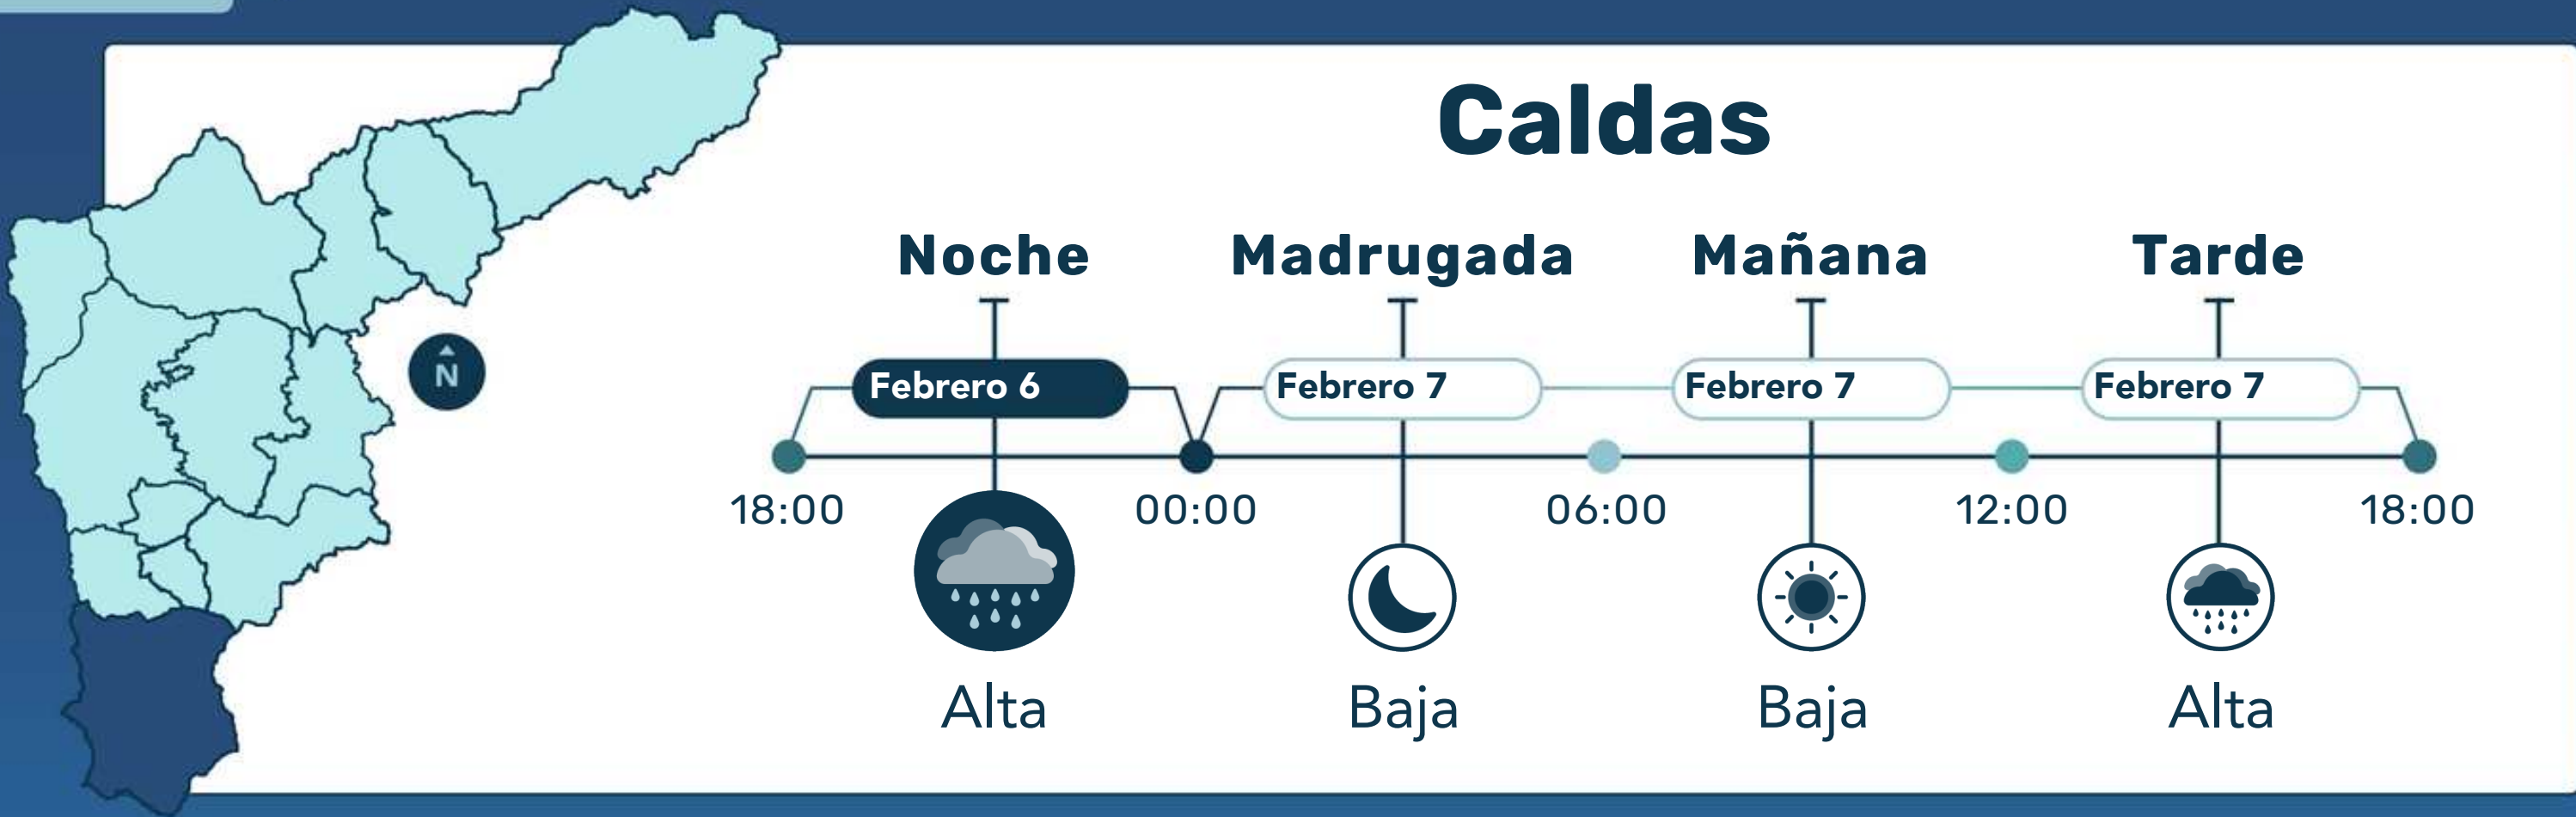 Caldas
Noche Madrugada Mañana Tarde
N
Febrero 6 Febrero 7 Febrero 7 Febrero 7
18:00 00:00 06:00 12:00 18:00
Alta Baja Baja Alta